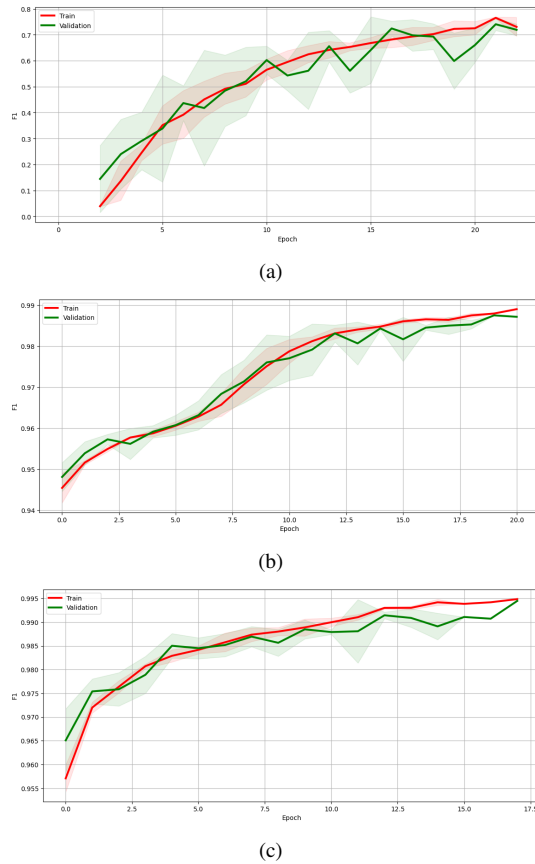 0.8
Train
Validation
0.7
0.6
0.5
0.4
F1
0.3
0.2
0.1
0.0
0 5 10 15 20
Epoch
(a)
0.99
Train
Validation
0.98
0.97
F1
0.96
0.95
0.94
0.0 2.5 5.0 7.5 10.0 12.5 15.0 17.5 20.0
Epoch
(b)
0.995
Train
Validation
0.990
0.985
0.980
0.975
F1
0.970
0.965
0.960
0.955
0.0 2.5 5.0 7.5 10.0 12.5 15.0 17.5
Epoch
(c)